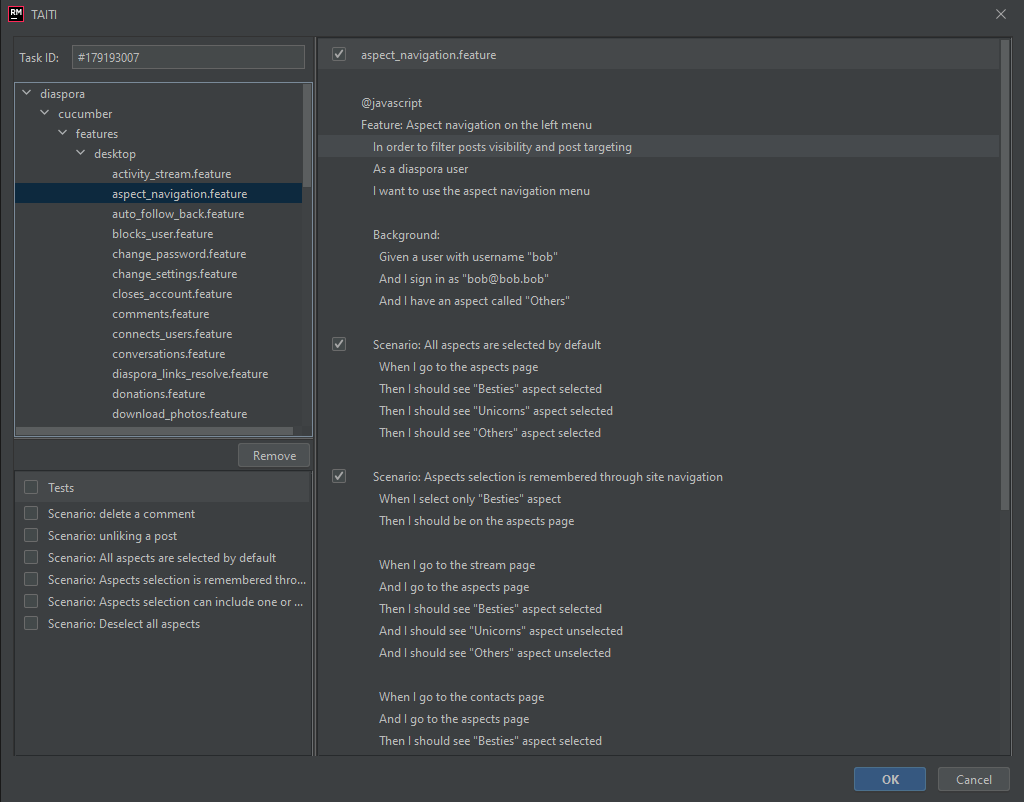 RM TAITI
Task ID: #179193007
diaspora
cucumber
features
desktop
activity_stream.feature
aspect_navigation.feature
auto_follow_back.feature
blocks_user.feature
change_password.feature
change_settings.feature
closes_account.feature
comments.feature
connects_users.feature
conversations.feature
diaspora_links_resolve.feature
donations.feature
download_photos.feature
Remove
Tests
Scenario: delete a comment
Scenario: unliking a post
Scenario: All aspects are selected by default
Scenario: Aspects selection is remembered thro...
Scenario: Aspects selection can include one or ...
Scenario: Deselect all aspects
aspect_navigation.feature
@javascript
Feature: Aspect navigation on the left menu
In order to filter posts visibility and post targeting
As a diaspora user
I want to use the aspect navigation menu
Background:
Given a user with username "bob"
And I sign in as "bob@bob.bob"
And I have an aspect called "Others"
Scenario: All aspects are selected by default
When I go to the aspects page
Then I should see "Besties" aspect selected
Then I should see "Unicorns" aspect selected
Then I should see "Others" aspect selected
Scenario: Aspects selection is remembered through site navigation
When I select only "Besties" aspect
Then I should be on the aspects page
When I go to the stream page
And I go to the aspects page
Then I should see "Besties" aspect selected
And I should see "Unicorns" aspect unselected
And I should see "Others" aspect unselected
When I go to the contacts page
And I go to the aspects page
Then I should see "Besties" aspect selected
OK
Cancel